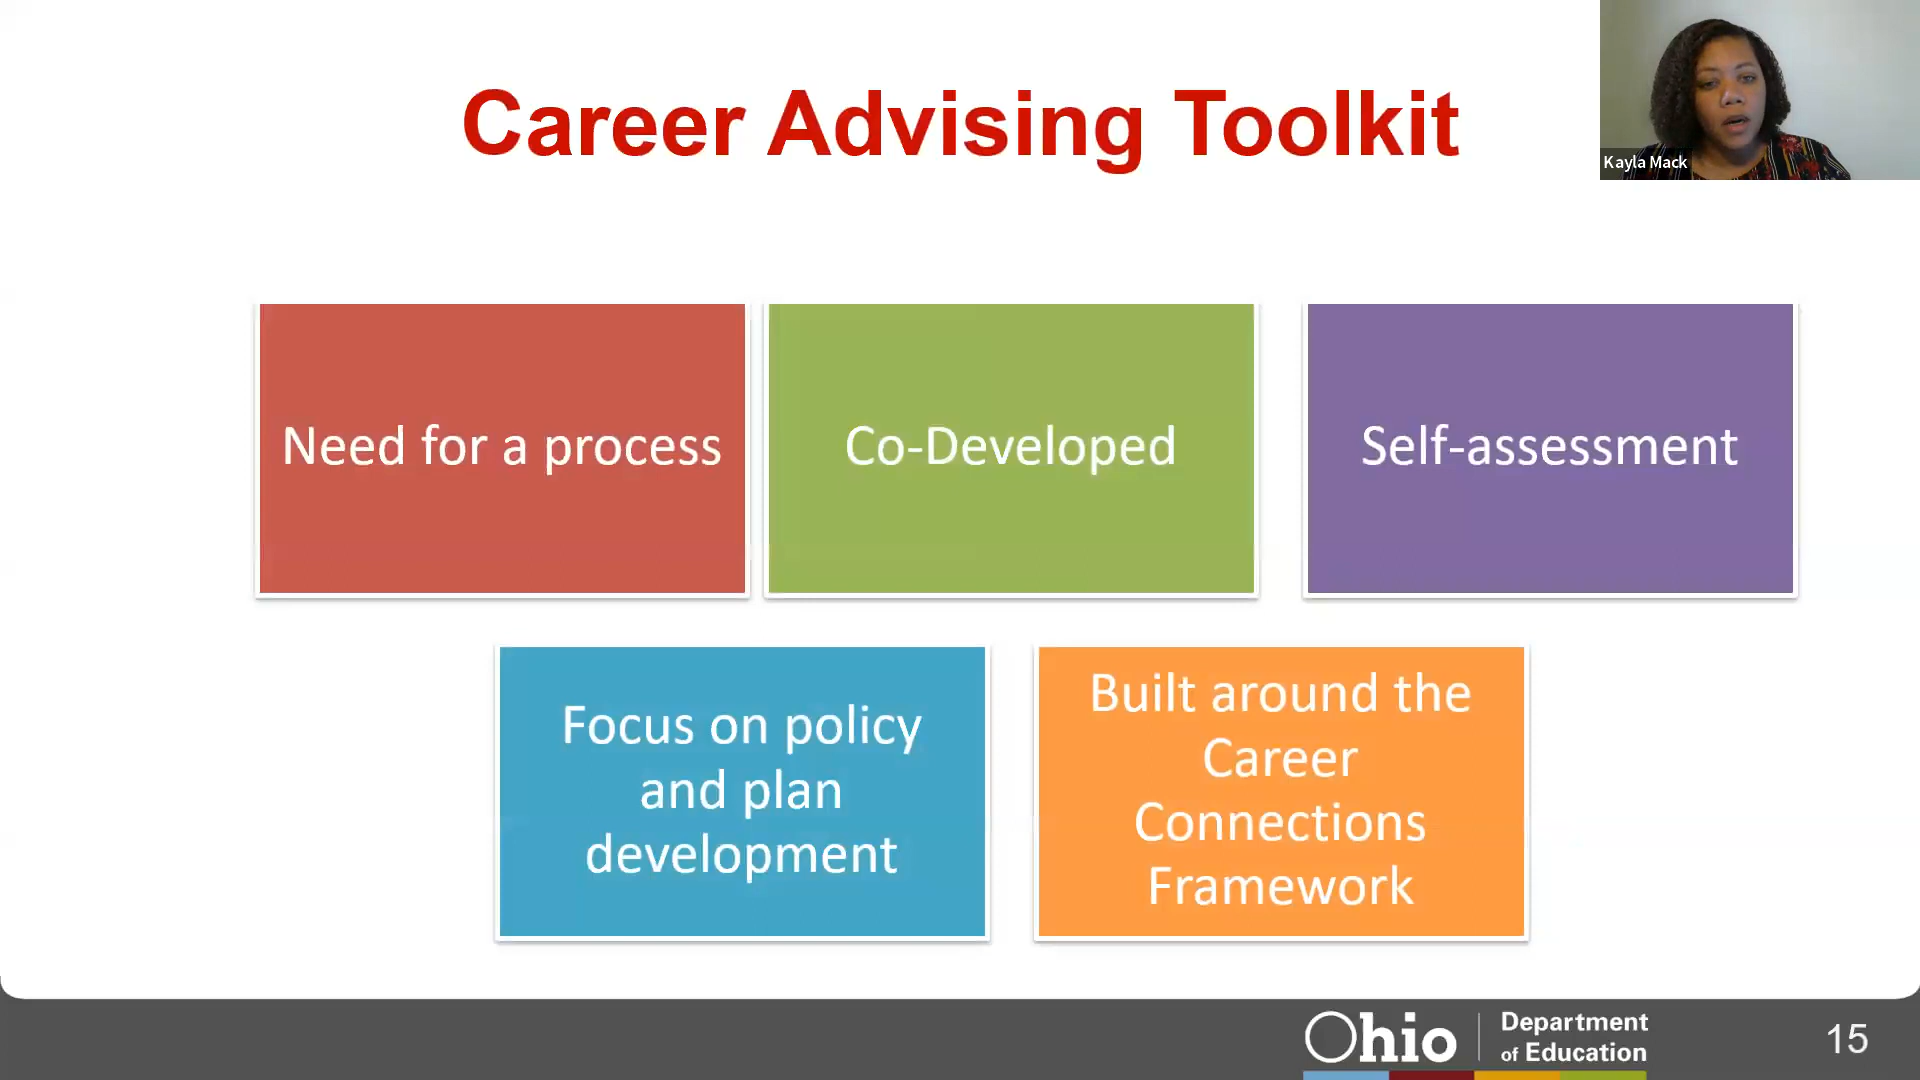 Career Advising Toolkit
Kayla Mack
Need for a process
Co-Developed
Self-assessment
Focus on policy
and plan
development
Built around the
Career
Connections
Framework
Ohio
Department
of Education
15